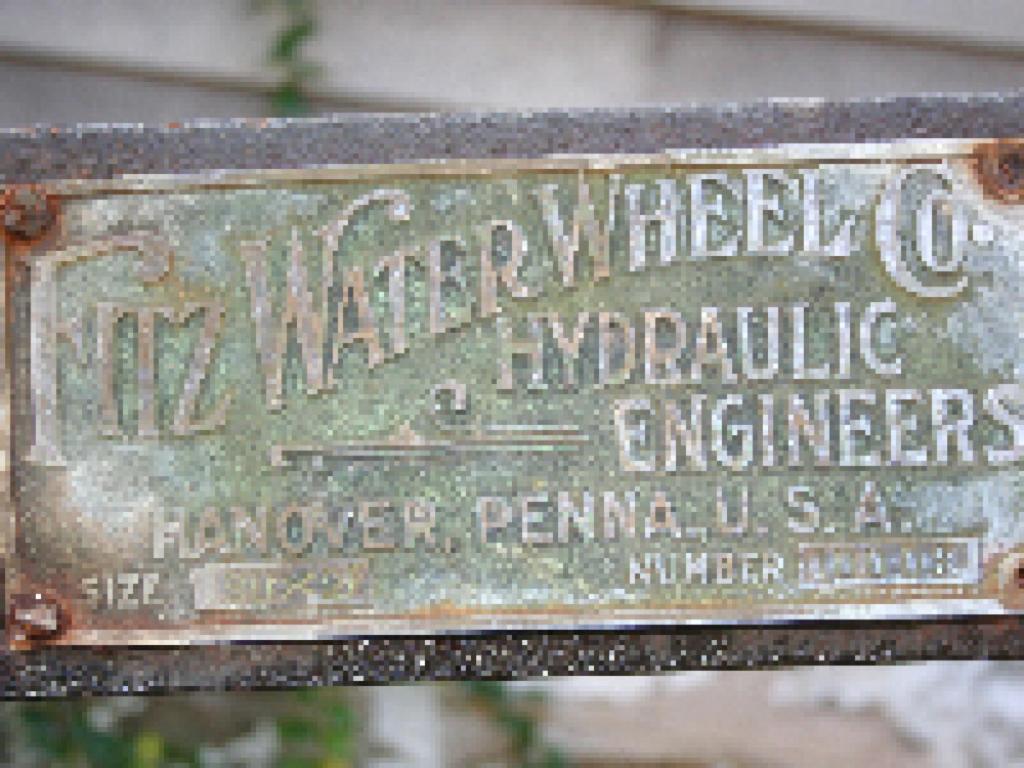 FITZ WATER WHEEL CO.
HYDRAULIC
ENGINEERS
HANOVER, PENNA., U. S. A.
SIZE
NUMBER